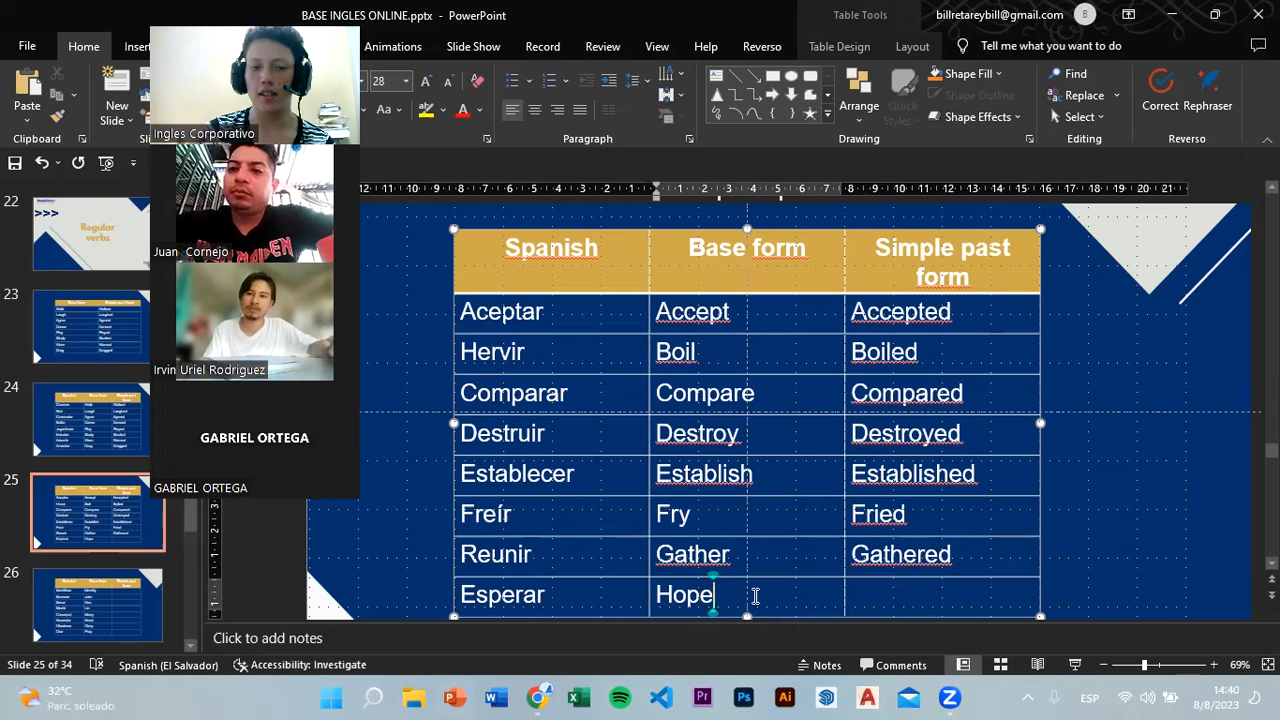 BASE INGLES ONLINE.pptx - PowerPoint
Table Tools
billretareybill@gmail.com
B
File
Home
Insert
Animations
Slide Show
Recording
Review
View
Help
Reverso
Table Design
Layout
Tell me what you want to do
Paste
New
Slide
28
Aa
Arrange
Quick
Styles
Shape Fill
Shape Outline
Shape Effects
Find
Replace
Select
Correct
Rephraser
Clipboard
Paragraph
Drawing
Editing
Verse
Ingles Corporativo
Juan Cornejo
Irvin Uriel Rodriguez
GABRIEL ORTEGA
GABRIEL ORTEGA
22
Regular
verbs
23
24
25
26
Spanish Base form Simple past form
Aceptar Accept Accepted
Hervir Boil Boiled
Comparar Compare Compared
Destruir Destroy Destroyed
Establecer Establish Established
Freír Fry Fried
Reunir Gather Gathered
Esperar Hope
Click to add notes
Slide 25 of 34
Spanish (El Salvador)
Accessibility: Investigate
Notes
Comments
69%
32°C
Parc. soleado
ESP
14:40
8/8/2023